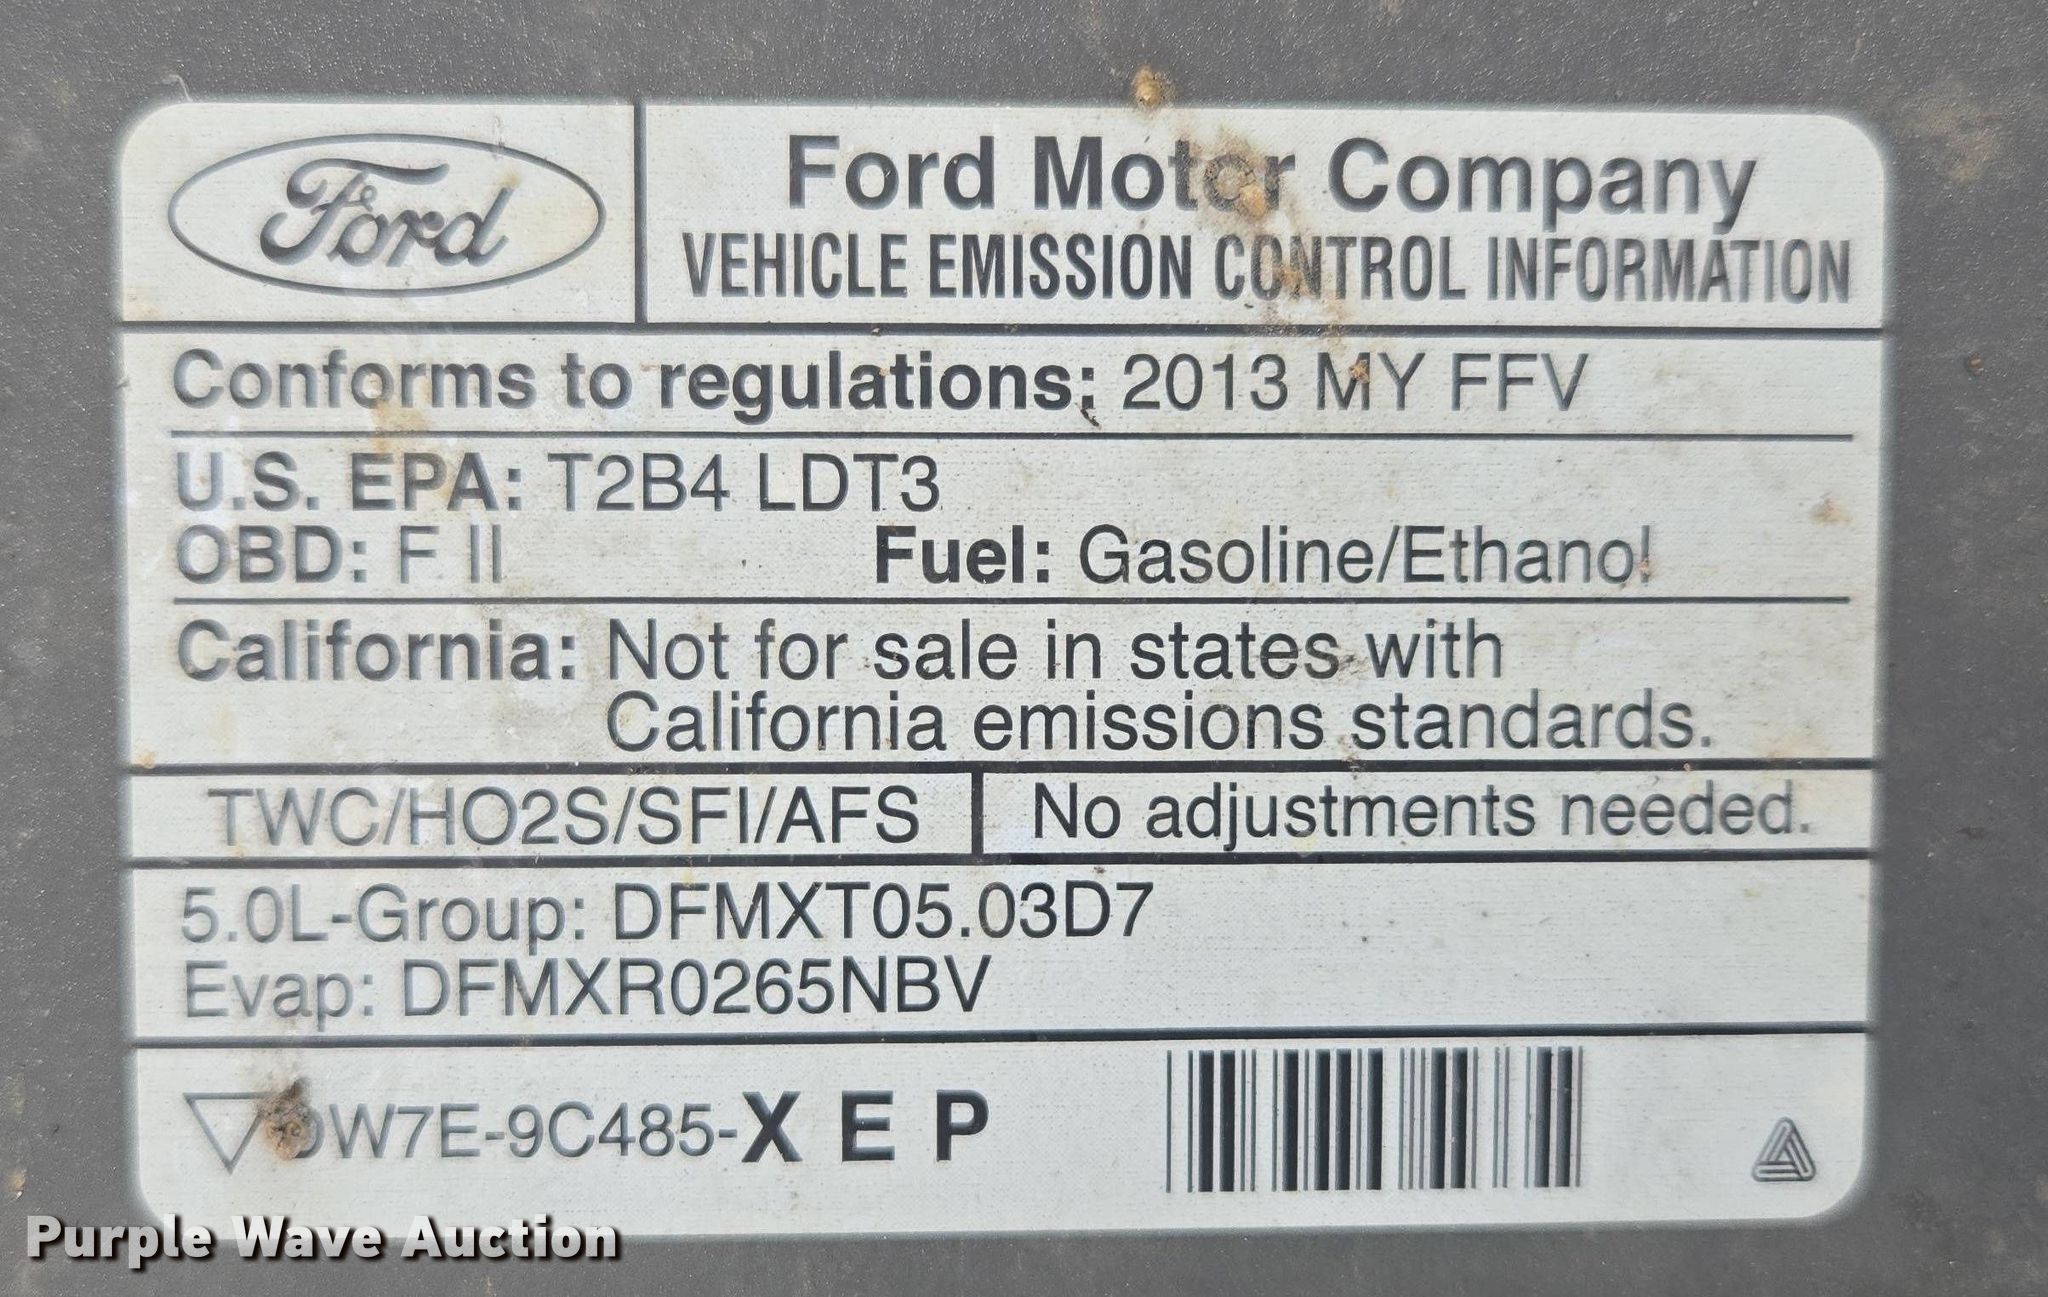 Ford
Ford Motor Company
VEHICLE EMISSION CONTROL INFORMATION
Conforms to regulations: 2013 MY FFV
U.S. EPA: T2B4 LDT3
OBD: F II Fuel: Gasoline/Ethanol
California: Not for sale in states with
California emissions standards.
TWC/HO2S/SFI/AFS No adjustments needed.
5.0L-Group: DFMXT05.03D7
Evap: DFMXR0265NBV
DW7E-9C485-X E P
Purple Wave Auction